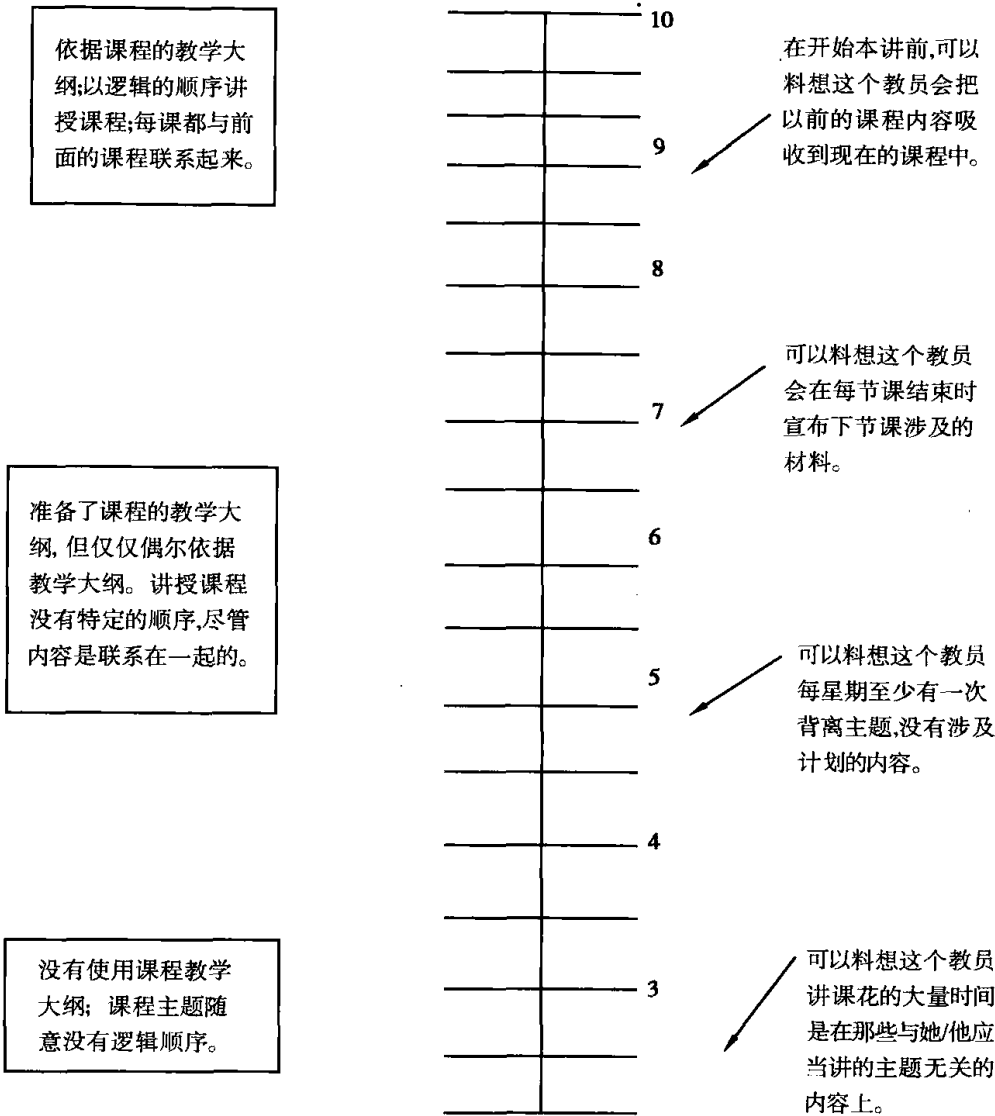 依据课程的教学大
纲;以逻辑的顺序讲
授课程;每课都与前
面的课程联系起来。
10
在开始本讲前,可以
料想这个教员会把
以前的课程内容吸
收到现在的课程中。
9
8
可以料想这个教员
会在每节课结束时
宣布下节课涉及的
材料。
7
准备了课程的教学大
纲, 但仅仅偶尔依据
教学大纲。讲授课程
没有特定的顺序,尽管
内容是联系在一起的。
6
5
可以料想这个教员
每星期至少有一次
背离主题,没有涉及
计划的内容。
4
没有使用课程教学
大纲; 课程主题随
意没有逻辑顺序。
3
可以料想这个教员
讲课花的大量时间
是在那些与她/他应
当讲的主题无关的
内容上。